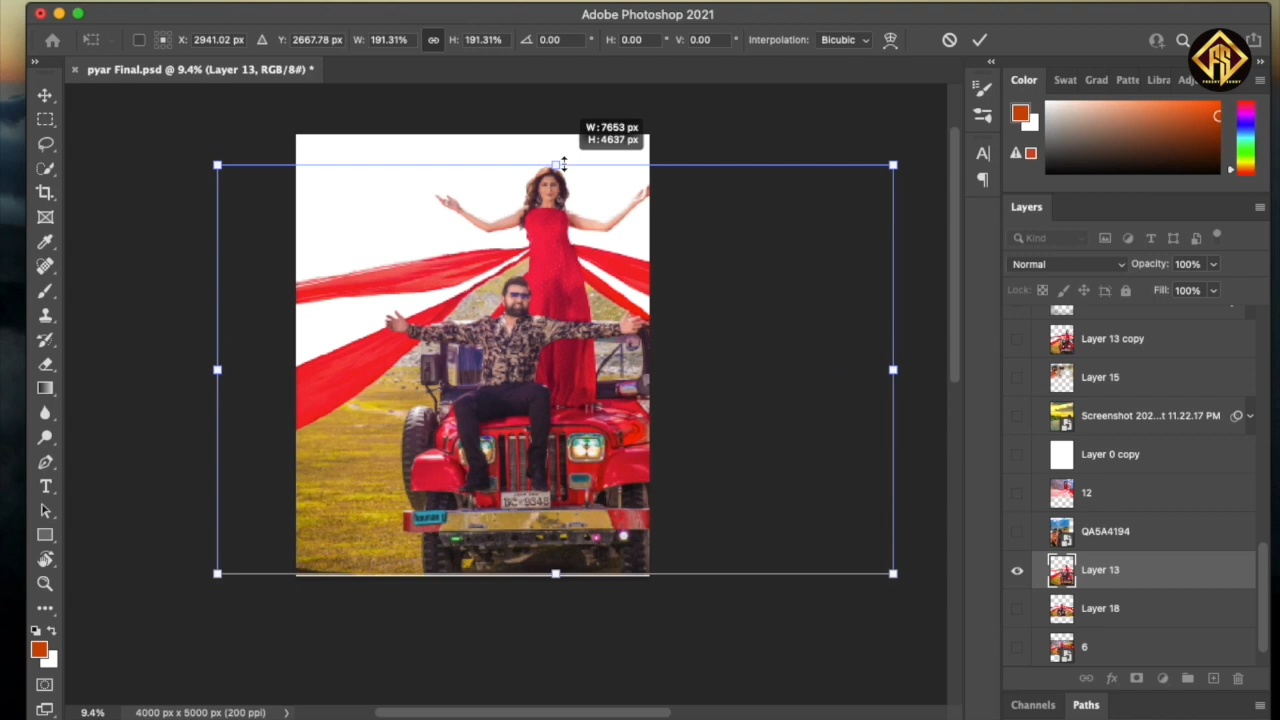 Adobe Photoshop 2021
X: 2941.02 px Y: 2667.78 px W: 191.31% H: 191.31% 0.00 ° H: 0.00 ° V: 0.00 ° Interpolation: Bicubic
pyar Final.psd @ 9.4% (Layer 13, RGB/8#) *
FS
Color Swat Grad Patte Libra Adj
W: 7653 px
H: 4637 px
Layers
Kind
Normal Opacity: 100%
Lock: Fill: 100%
Layer 13 copy
Layer 15
Screenshot 202...t 11.22.17 PM
Layer 0 copy
12
QA5A4194
Layer 13
Layer 18
6
Channels Paths
9.4% 4000 px x 5000 px (200 ppi)